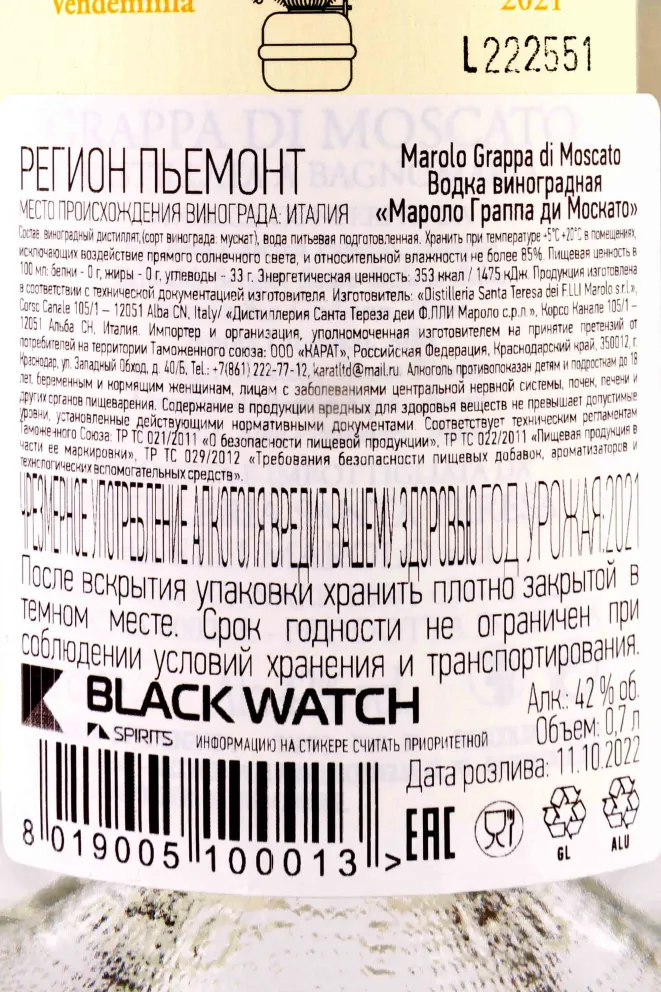 Vendemmia 2021
L222551
РЕГИОН ПЬЕМОНТ
МЕСТО ПРОИСХОЖДЕНИЯ ВИНОГРАДА: ИТАЛИЯ
Marolo Grappa di Moscato
Водка виноградная
«Мароло Граппа ди Москато»
Состав: виноградный дистиллят,(сорт винограда: мускат), вода питьевая подготовленная. Хранить при температуре +5°C +20°C в помещениях,
исключающих воздействие прямого солнечного света, и относительной влажности не более 85%. Пищевая ценность в
100 мл: белки - 0 г, жиры - 0 г, углеводы - 33 г. Энергетическая ценность: 353 ккал / 1475 кДж. Продукция изготовлена
в соответствии с технической документацией изготовителя. Изготовитель: «Distilleria Santa Teresa dei F.LLI Marolo s.r.l.»,
Corso Canale 105/1 – 12051 Alba CN, Italy/ «Дистиллерия Санта Тереза деи Ф.ЛЛИ Мароло с.р.л.», Корсо Канале 105/1 –
12051 Альба СН, Италия. Импортер и организация, уполномоченная изготовителем на принятие претензий от
потребителей на территории Таможенного союза: ООО «КАРАТ», Российская Федерация, Краснодарский край, 350012, г.
Краснодар, ул. Западный Обход, д. 40/Б, Tel.: +7(861) 222-77-12, karatltd@mail.ru. Алкоголь противопоказан детям и подросткам до 18
лет, беременным и кормящим женщинам, лицам с заболеваниями центральной нервной системы, почек, печени и
других органов пищеварения. Содержание в продукции вредных для здоровья веществ не превышает допустимые
уровни, установленные действующими нормативными документами. Соответствует техническим регламентам
Таможенного Союза: ТР ТС 021/2011 «О безопасности пищевой продукции», ТР ТС 022/2011 «Пищевая продукция в
части ее маркировки», ТР ТС 029/2012 «Требования безопасности пищевых добавок, ароматизаторов и
технологических вспомогательных средств».
ЧРЕЗМЕРНОЕ УПОТРЕБЛЕНИЕ АЛКОГОЛЯ ВРЕДИТ ВАШЕМУ ЗДОРОВЬЮ ГОД УРОЖАЯ:2021
После вскрытия упаковки хранить плотно закрытой в
темном месте. Срок годности не ограничен при
соблюдении условий хранения и транспортирования.
BLACK WATCH
SPIRITS
ИНФОРМАЦИЮ НА СТИКЕРЕ СЧИТАТЬ ПРИОРИТЕТНОЙ
Алк.: 42 % об.
Объем: 0,7 л
Дата розлива: 11.10.2022
8 019005 100013 >
EAC
GL
ALU